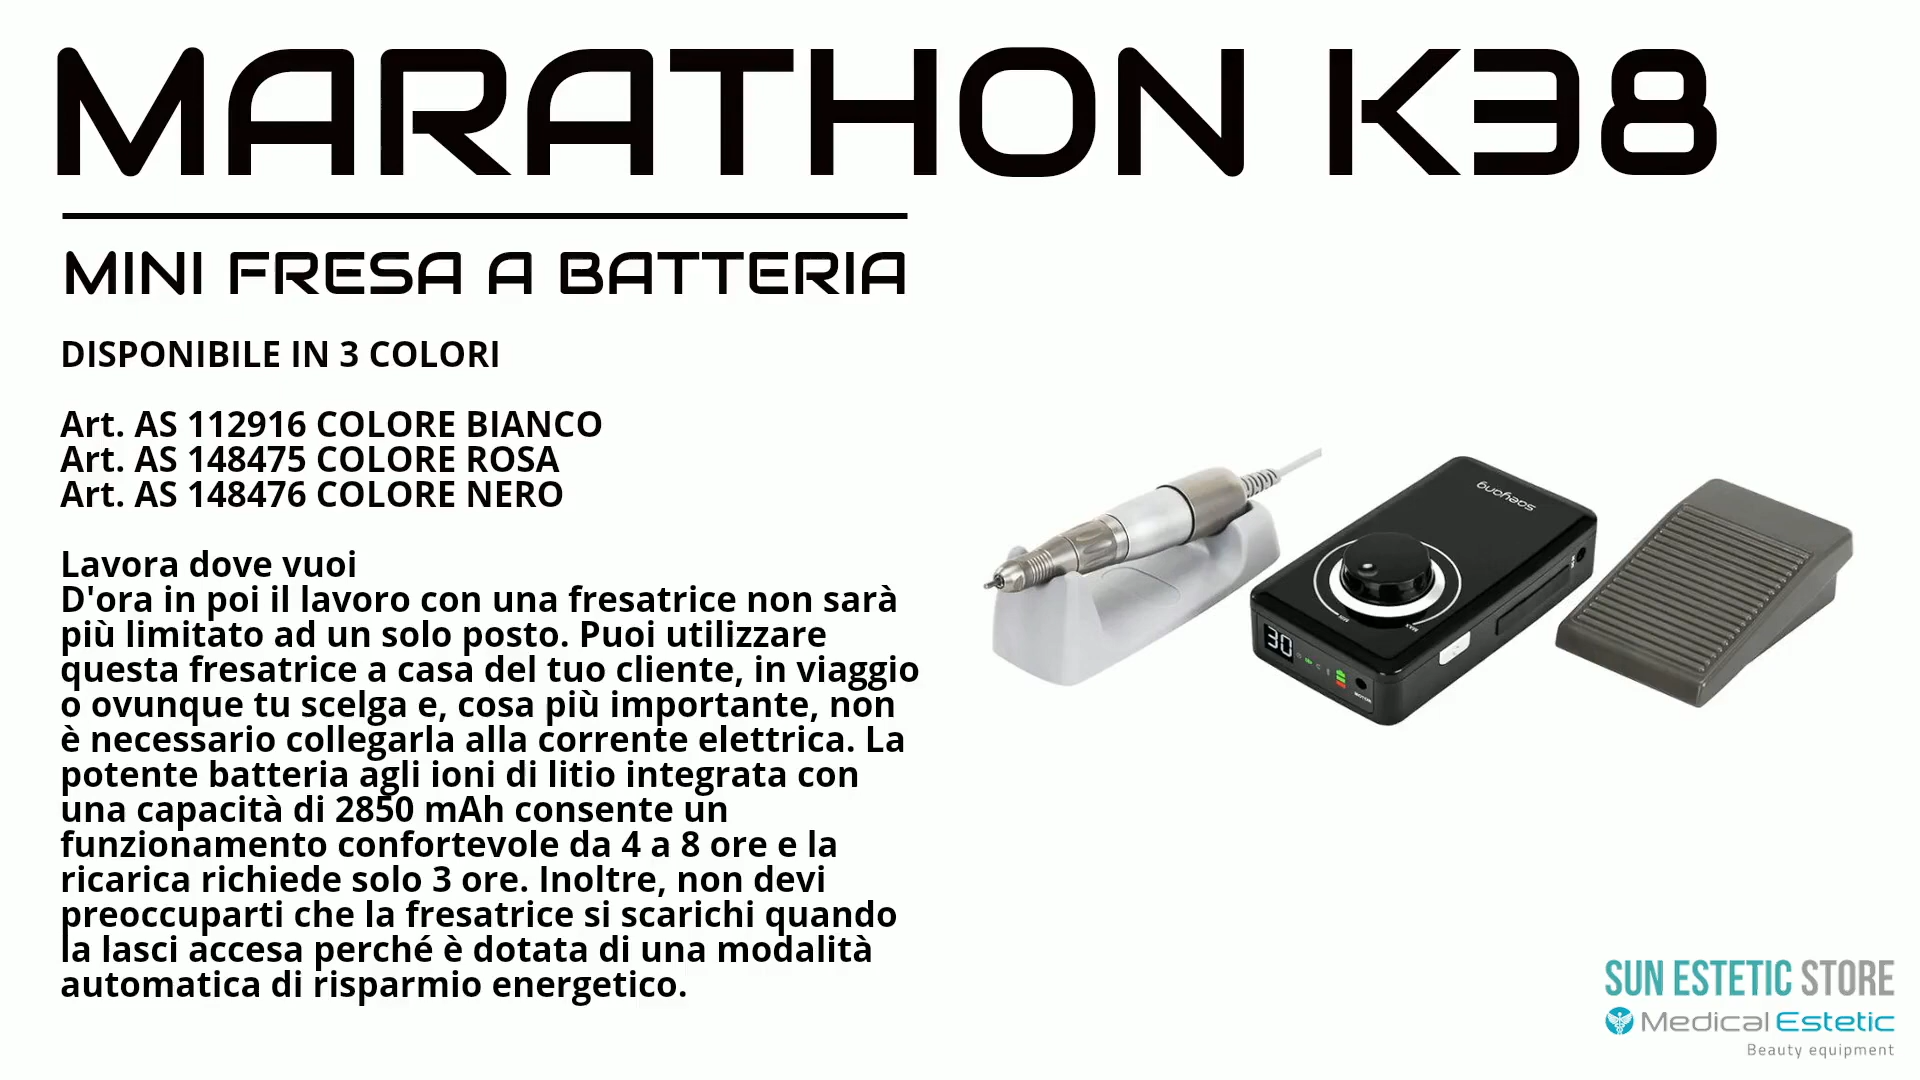 MARATHON K38
MINI FRESA A BATTERIA
DISPONIBILE IN 3 COLORI
Art. AS 112916 COLORE BIANCO
Art. AS 148475 COLORE ROSA
Art. AS 148476 COLORE NERO
Lavora dove vuoi
D'ora in poi il lavoro con una fresatrice non sarà
più limitato ad un solo posto. Puoi utilizzare
questa fresatrice a casa del tuo cliente, in viaggio
o ovunque tu scelga e, cosa più importante, non
è necessario collegarla alla corrente elettrica. La
potente batteria agli ioni di litio integrata con
una capacità di 2850 mAh consente un
funzionamento confortevole da 4 a 8 ore e la
ricarica richiede solo 3 ore. Inoltre, non devi
preoccuparti che la fresatrice si scarichi quando
la lasci accesa perché è dotata di una modalità
automatica di risparmio energetico.
saeyang
MIN
MAX
30
MOTOR
SUN ESTETIC STORE
Medical Estetic
Beauty equipment